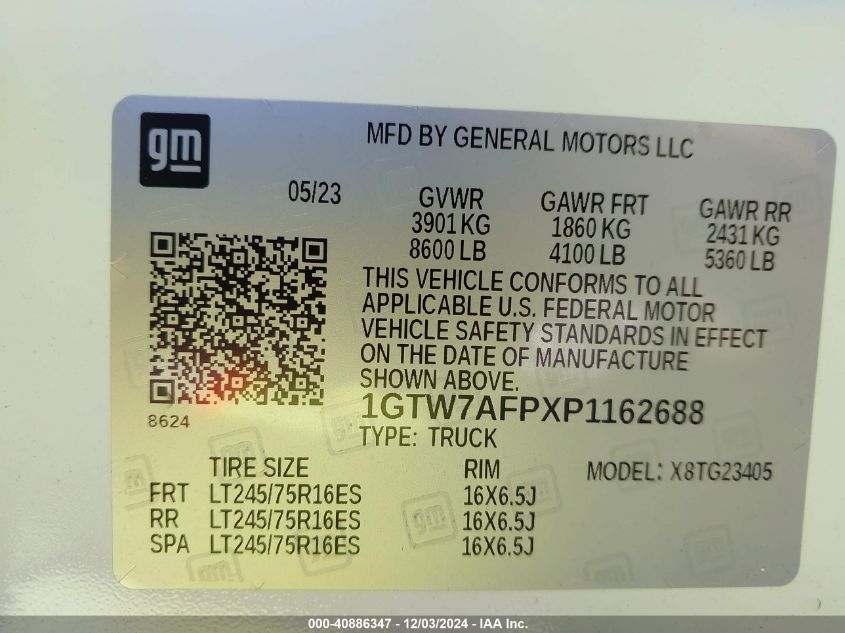 gm
MFD BY GENERAL MOTORS LLC
05/23
GVWR GAWR FRT GAWR RR
3901 KG 1860 KG 2431 KG
8600 LB 4100 LB 5360 LB
THIS VEHICLE CONFORMS TO ALL
APPLICABLE U.S. FEDERAL MOTOR
VEHICLE SAFETY STANDARDS IN EFFECT
ON THE DATE OF MANUFACTURE
SHOWN ABOVE.
8624
1GTW7AFPXP1162688
TYPE: TRUCK
TIRE SIZE RIM MODEL: X8TG23405
FRT LT245/75R16ES 16X6.5J
RR LT245/75R16ES 16X6.5J
SPA LT245/75R16ES 16X6.5J
000-40886347 - 12/03/2024 - IAA Inc.